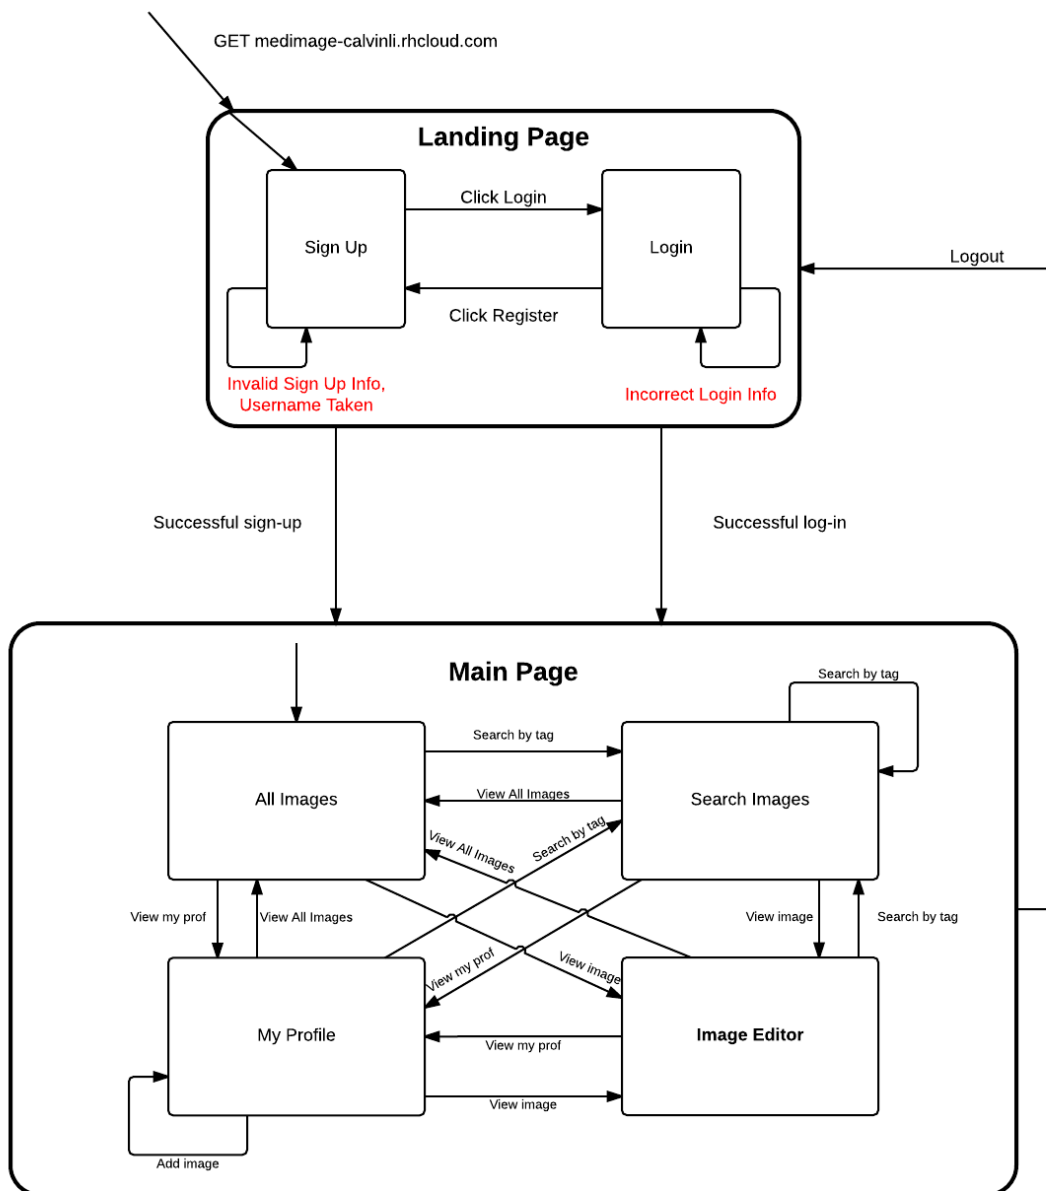 GET medimage-calvinli.rhcloud.com
Landing Page
Click Login
Sign Up
Login
Logout
Click Register
Invalid Sign Up Info,
Username Taken
Incorrect Login Info
Successful sign-up
Successful log-in
Main Page
Search by tag
Search by tag
All Images
View All Images
Search Images
Search by tag
View All Images
View my prof
View All Images
View image
Search by tag
View my prof
View image
My Profile
Image Editor
View my prof
View image
Add image